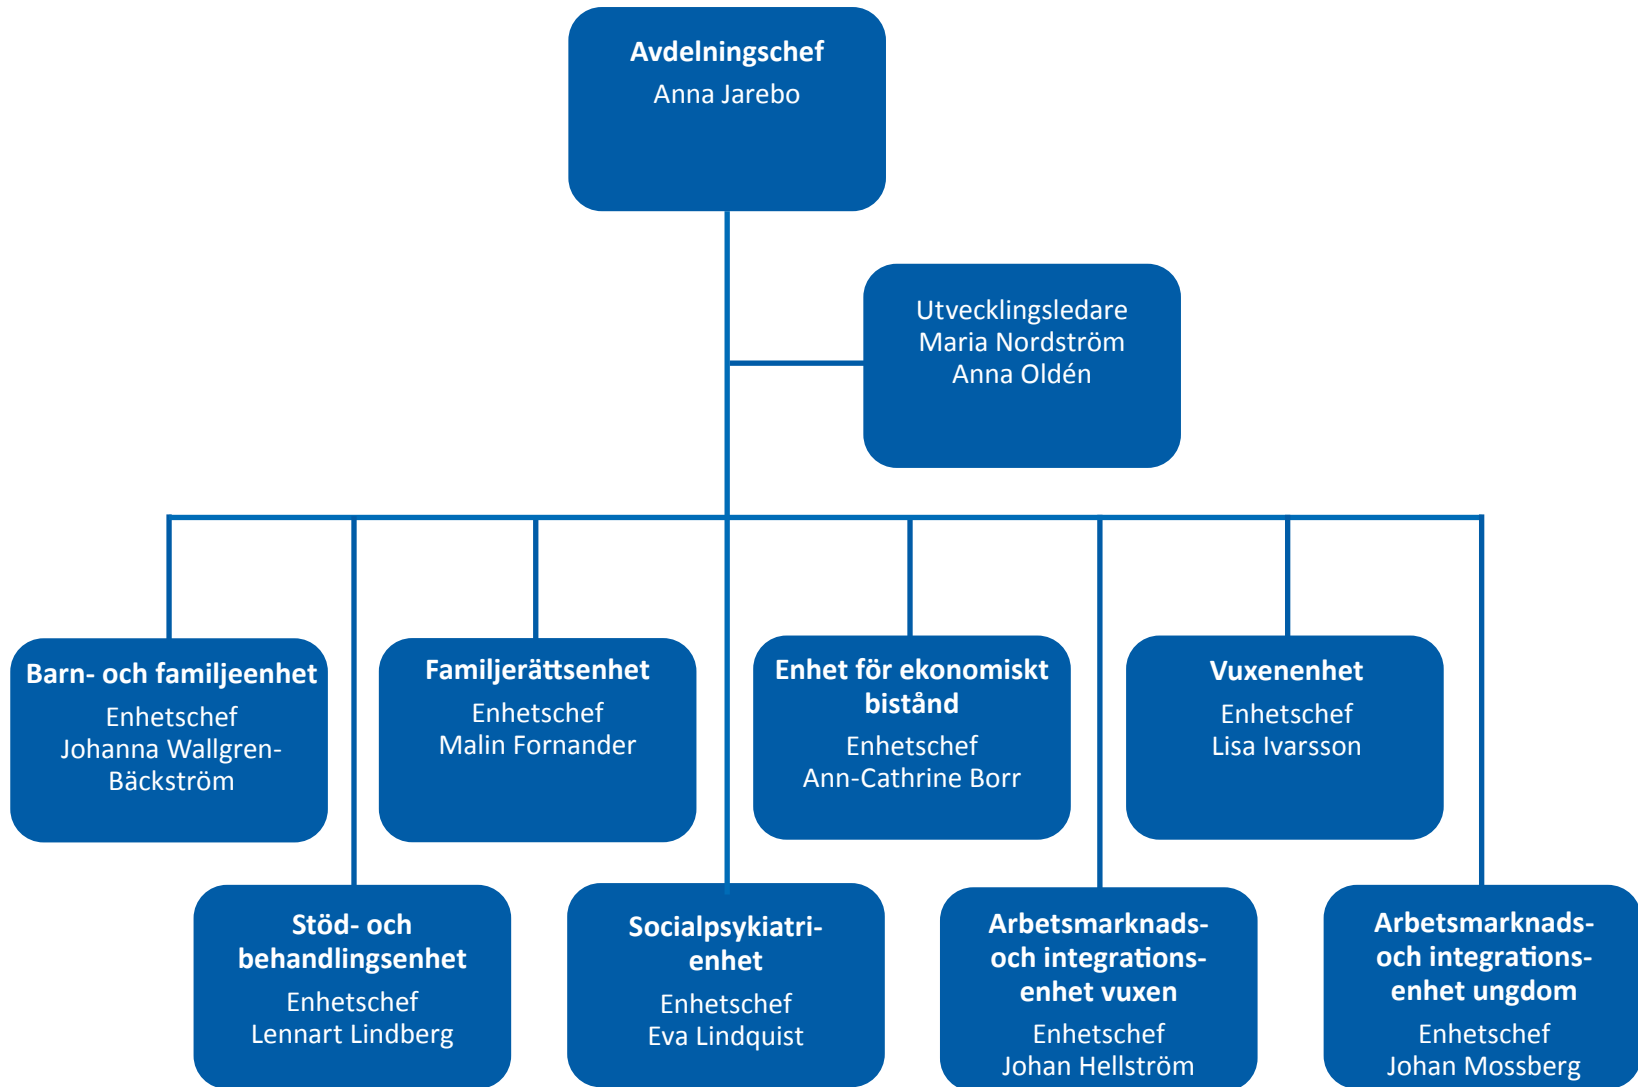 Avdelningschef
Anna Jarebo
Utvecklingsledare
Maria Nordström
Anna Oldén
Barn- och familjeenhet
Enhetschef
Johanna Wallgren-
Bäckström
Familjerättsenhet
Enhetschef
Malin Fornander
Enhet för ekonomiskt
bistånd
Enhetschef
Ann-Cathrine Borr
Vuxenenhet
Enhetschef
Lisa Ivarsson
Stöd- och
behandlingsenhet
Enhetschef
Lennart Lindberg
Socialpsykiatri-
enhet
Enhetschef
Eva Lindquist
Arbetsmarknads-
och integrations-
enhet vuxen
Enhetschef
Johan Hellström
Arbetsmarknads-
och integrations-
enhet ungdom
Enhetschef
Johan Mossberg